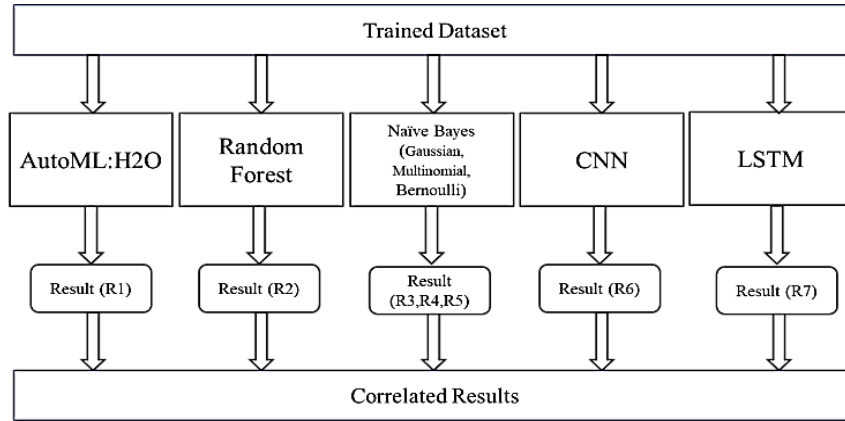 Trained Dataset
AutoML:H2O
Random
Forest
Naïve Bayes
(Gaussian,
Multinomial,
Bernoulli)
CNN
LSTM
Result (R1)
Result (R2)
Result
(R3,R4,R5)
Result (R6)
Result (R7)
Correlated Results